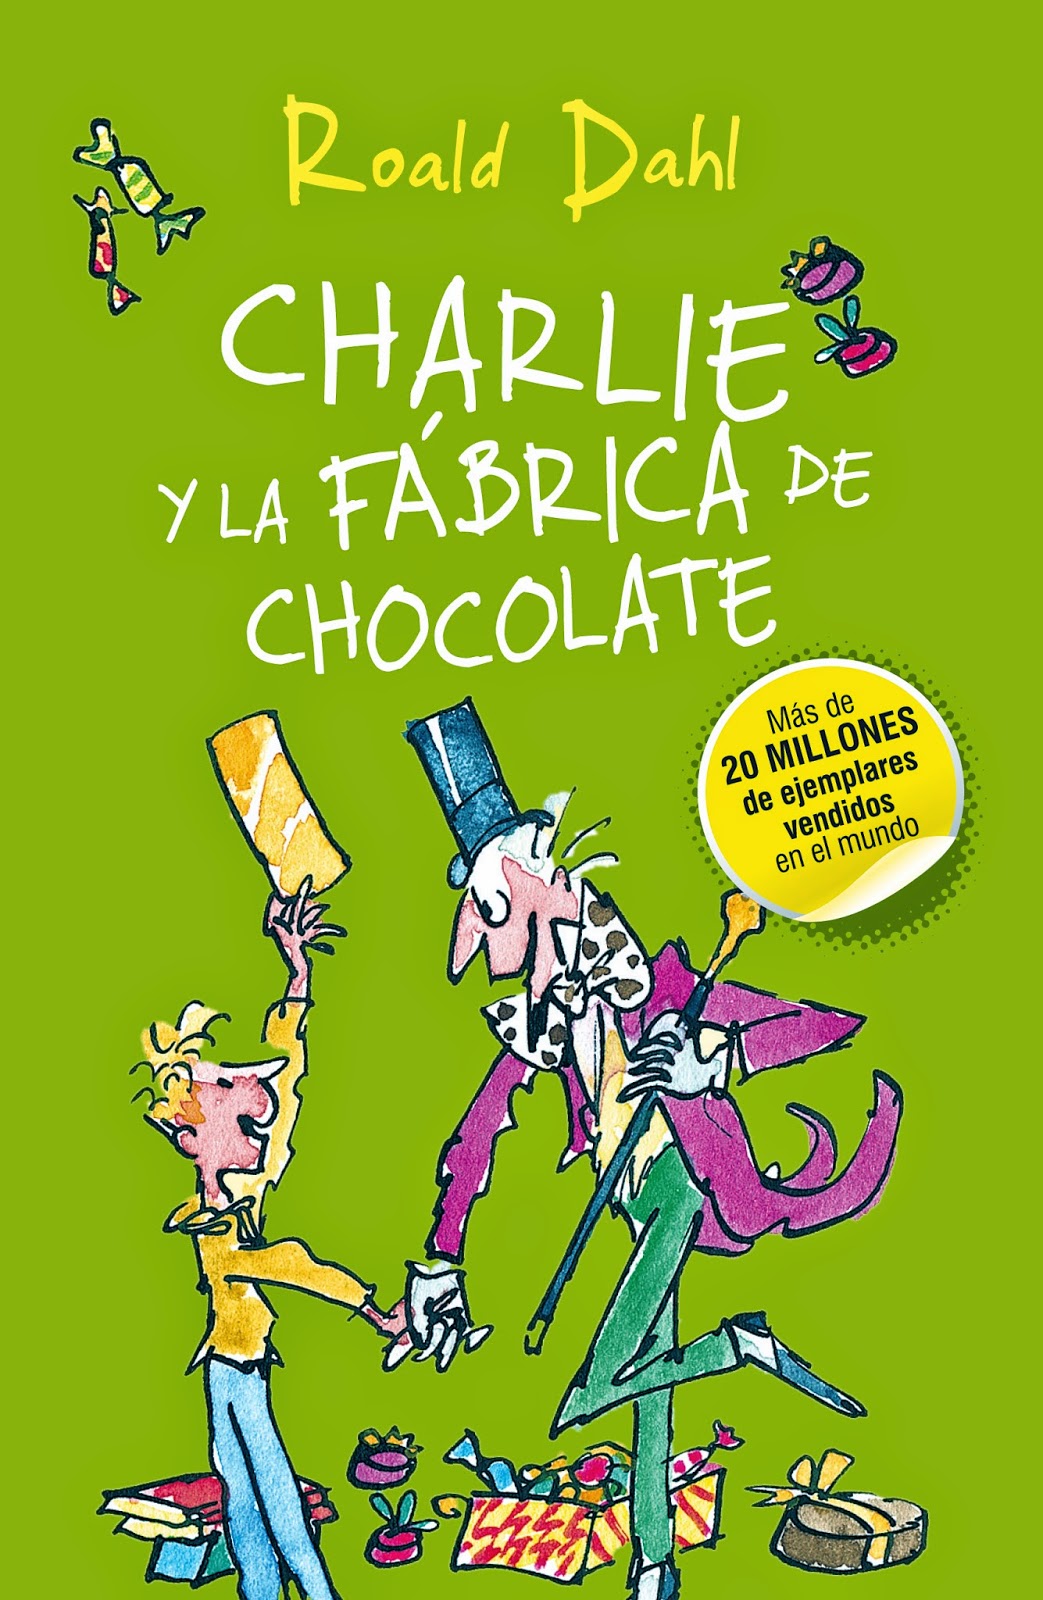 Roald Dahl
CHARLIE
Y LA FÁBRICA DE
CHOCOLATE
Más de
20 MILLONES
de ejemplares
vendidos
en el mundo